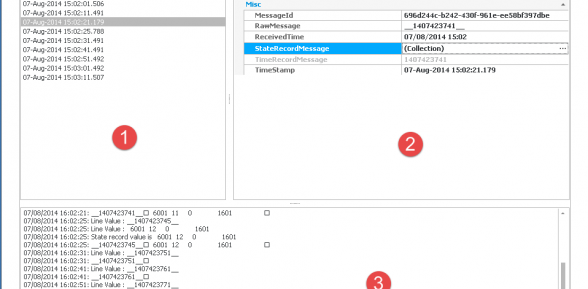 07-Aug-2014 15:02:01.506
07-Aug-2014 15:02:11.491
07-Aug-2014 15:02:21.179
07-Aug-2014 15:02:25.788
07-Aug-2014 15:02:31.491
07-Aug-2014 15:02:41.491
07-Aug-2014 15:02:51.492
07-Aug-2014 15:03:01.492
07-Aug-2014 15:03:11.507
1
Misc
MessageId 696d244c-b242-430f-961e-ee50bf397dbe
RawMessage __1407423741__
ReceivedTime 07/08/2014 15:02
StateRecordMessage (Collection) ...
TimeRecordMessage 1407423741
TimeStamp 07-Aug-2014 15:02:21.179
2
07/08/2014 16:02:21: __1407423741__□ 6001 11 0 1601 □
07/08/2014 16:02:25: Line Value : __1407423745__
07/08/2014 16:02:25: Line Value : 6001 12 0 1601
07/08/2014 16:02:25: State record value is 6001 12 0 1601
07/08/2014 16:02:25: __1407423745__□ 6001 12 0 1601 □
07/08/2014 16:02:31: Line Value : __1407423751__
07/08/2014 16:02:31: __1407423751__□
07/08/2014 16:02:41: Line Value : __1407423761__
07/08/2014 16:02:41: __1407423761__□
07/08/2014 16:02:51: Line Value : __1407423771__
3